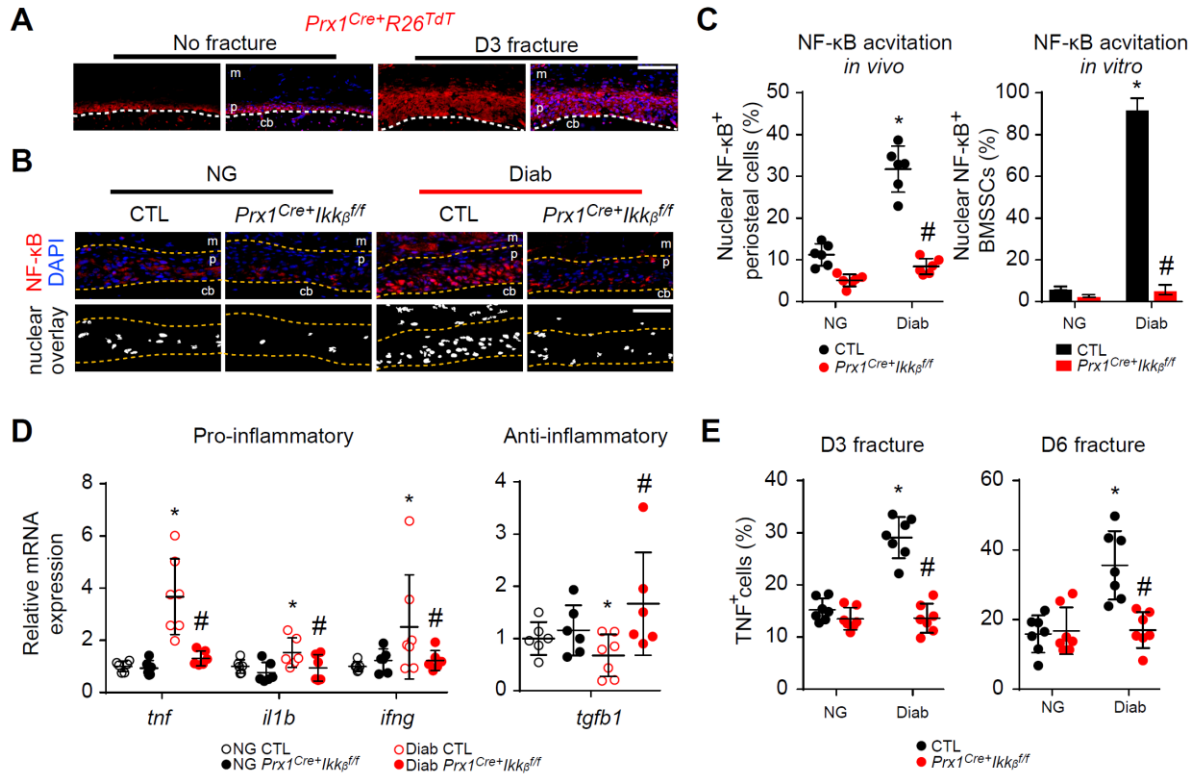 A
Prx1Cre+R26TdT
No fracture
D3 fracture
m
p
cb
m
p
cb
B
NG
Diab
CTL
Prx1Cre+Ikkβf/f
CTL
Prx1Cre+Ikkβf/f
NF-κB
DAPI
m
p
cb
m
p
cb
nuclear
overlay
C
NF-κB acvitation
in vivo
Nuclear NF-κB+
periosteal cells (%)
50
40
30
20
10
0
*
#
NG
Diab
CTL
Prx1Cre+Ikkβf/f
NF-κB acvitation
in vitro
Nuclear NF-κB+
BMISSCs (%)
100
80
60
40
20
0
*
#
NG
Diab
CTL
Prx1Cre+Ikkβf/f
D
Pro-inflammatory
Relative mRNA
expression
8
6
4
2
0
*
#
*
#
*
#
tnf
il1b
ifng
Anti-inflammatory
4
3
2
1
0
*
#
tgfb1
NG CTL
Diab CTL
NG Prx1Cre+Ikkβf/f
Diab Prx1Cre+Ikkβf/f
E
D3 fracture
TNF+cells (%)
40
30
20
10
0
*
#
NG
Diab
D6 fracture
60
40
20
0
*
#
NG
Diab
CTL
Prx1Cre+Ikkβf/f